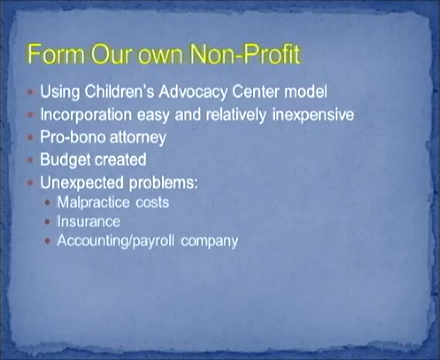 Form Our own Non-Profit
• Using Children's Advocacy Center model
• Incorporation easy and relatively inexpensive
• Pro-bono attorney
• Budget created
• Unexpected problems:
• Malpractice costs
• Insurance
• Accounting/payroll company